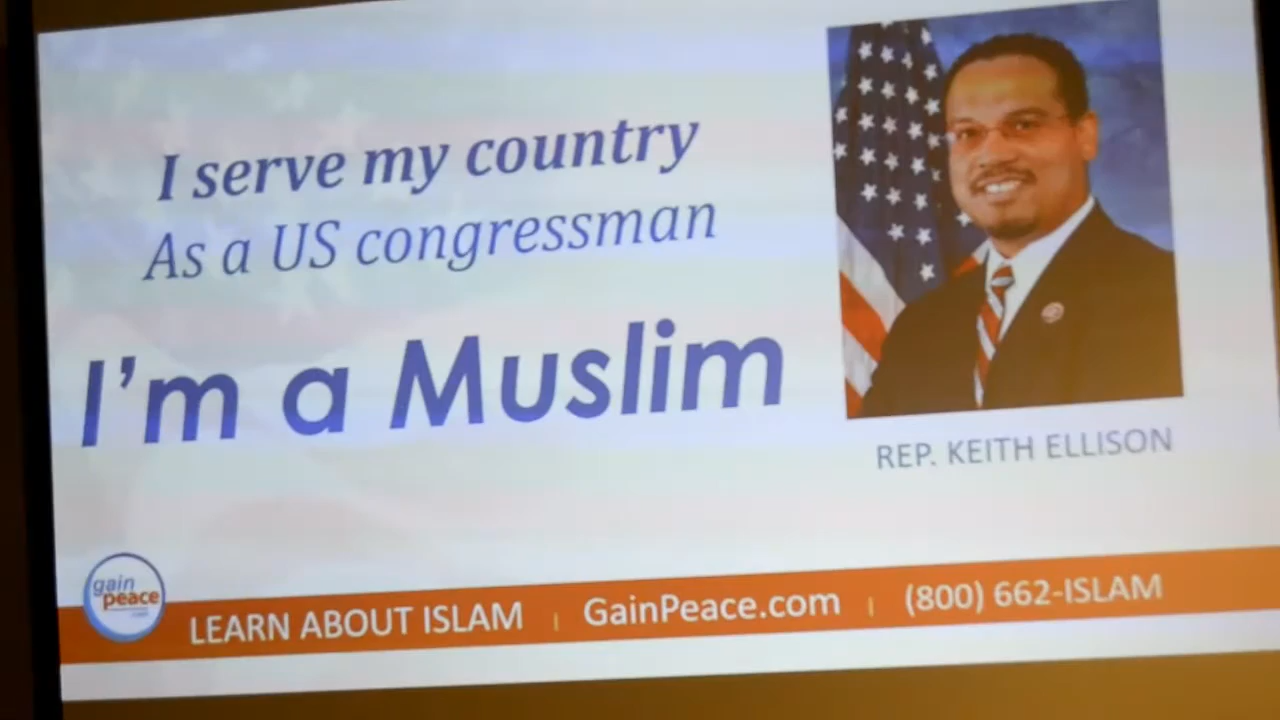 I serve my country
As a US congressman
I'm a Muslim
REP. KEITH ELLISON
gain
peace
LEARN ABOUT ISLAM | GainPeace.com | (800) 662-ISLAM